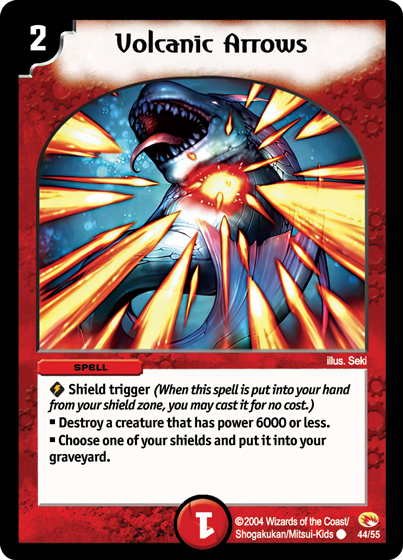 2
Volcanic Arrows
illus. Seki
SPELL
Shield trigger (When this spell is put into your hand
from your shield zone, you may cast it for no cost.)
▪ Destroy a creature that has power 6000 or less.
▪ Choose one of your shields and put it into your
graveyard.
1
©2004 Wizards of the Coast/
Shogakukan/Mitsui-Kids
44/55